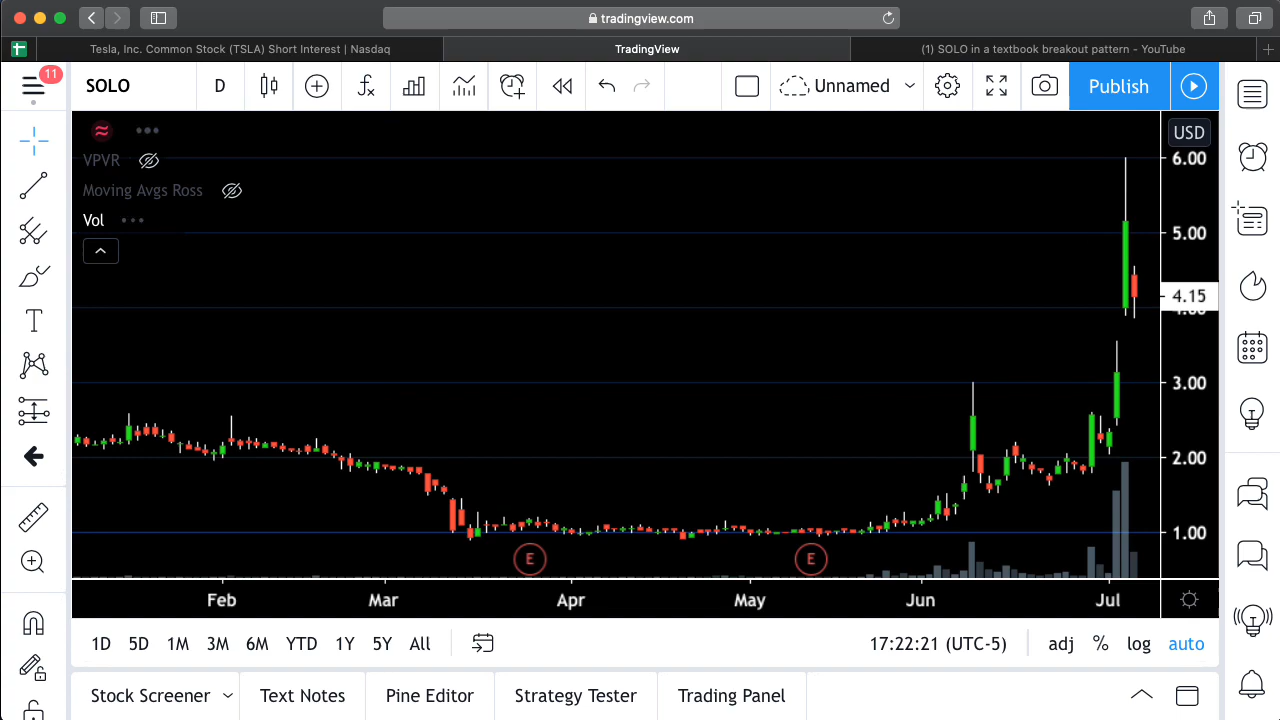 tradingview.com
Tesla, Inc. Common Stock (TSLA) Short Interest | Nasdaq
TradingView
(1) SOLO in a textbook breakout pattern - YouTube
11
SOLO
D
Unnamed
Publish
USD
VPVR
Moving Avgs Ross
Vol
6.00
5.00
4.15
4.00
3.00
2.00
1.00
E
E
Feb
Mar
Apr
May
Jun
Jul
1D
5D
1M
3M
6M
YTD
1Y
5Y
All
17:22:21 (UTC-5)
adj
%
log
auto
Stock Screener
Text Notes
Pine Editor
Strategy Tester
Trading Panel